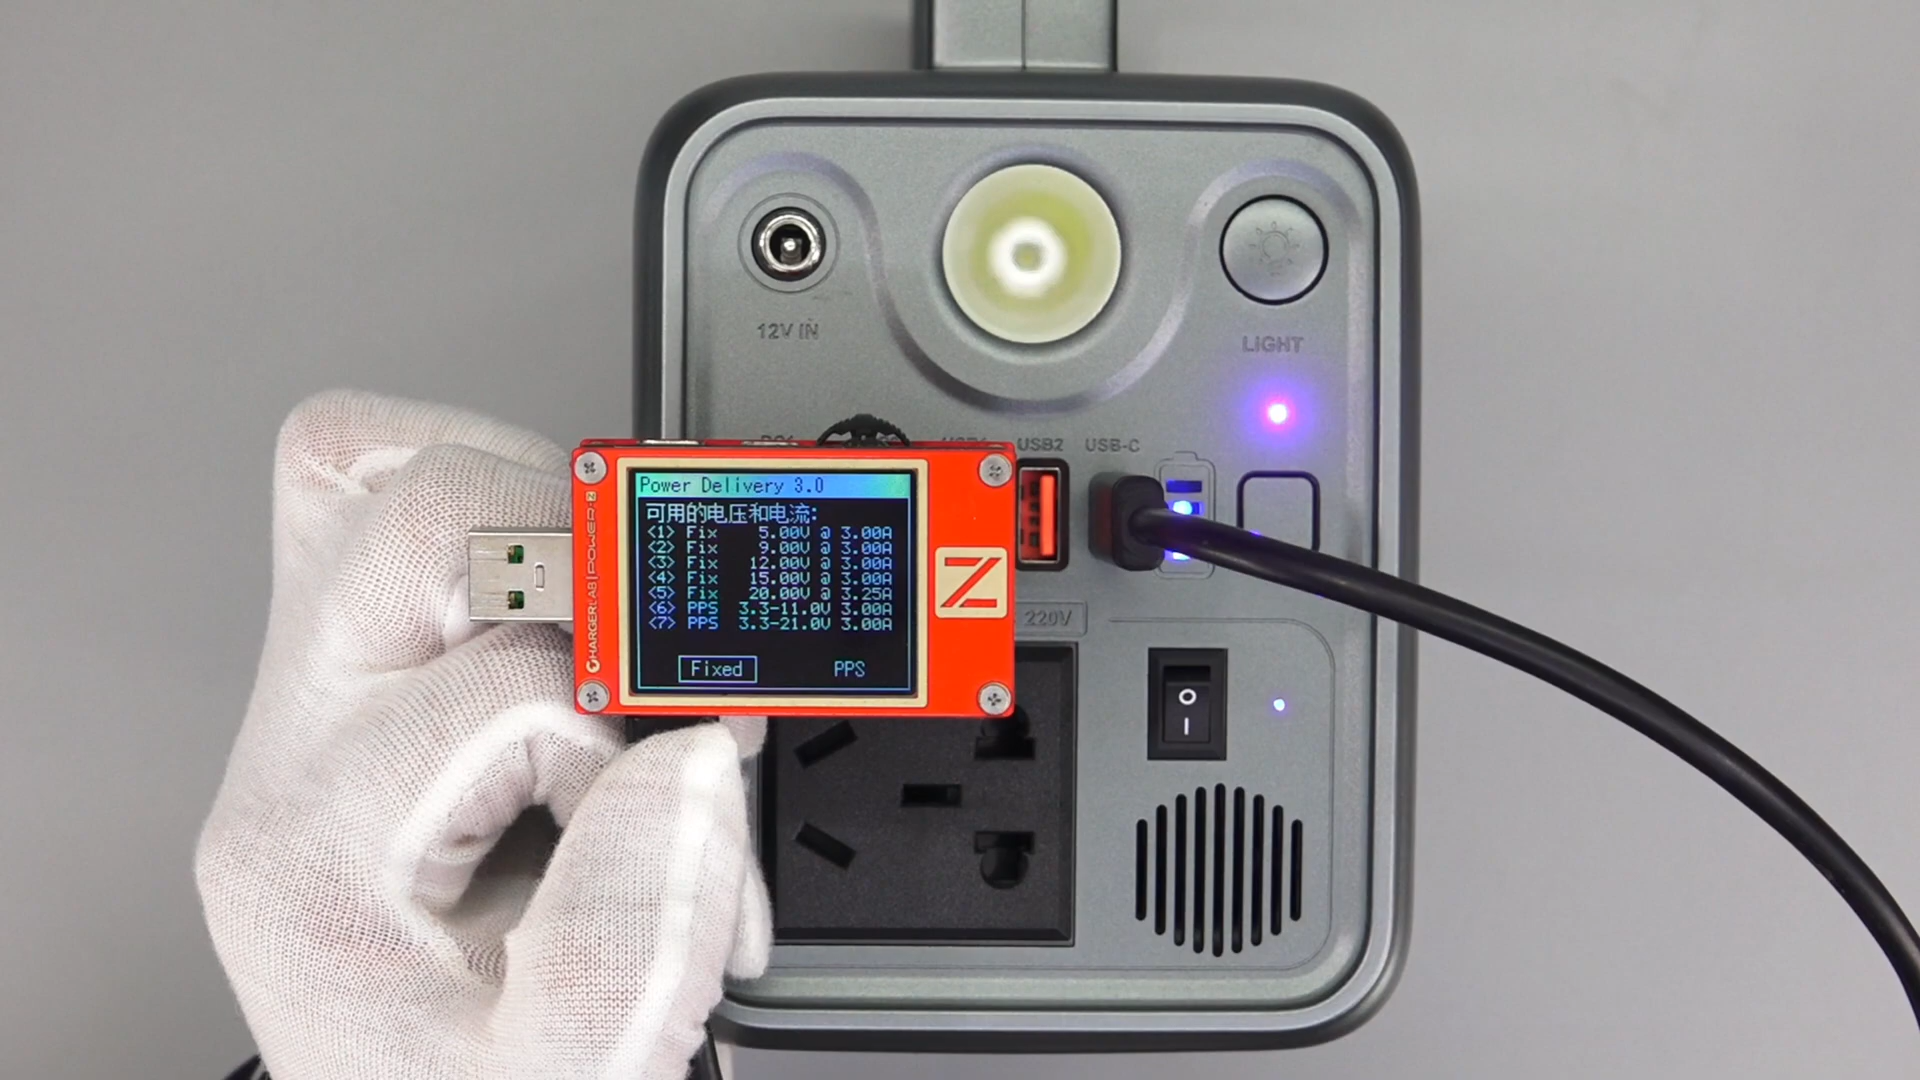 12V IN
LIGHT
USB2
USB-C
Power Delivery 3.0
可用的电压和电流:
<1> Fix 5.00V @ 3.00A
<2> Fix 9.00V @ 3.00A
<3> Fix 12.00V @ 3.00A
<4> Fix 15.00V @ 3.00A
<5> Fix 20.00V @ 3.25A
<6> PPS 3.3-11.0V 3.00A
<7> PPS 3.3-21.0V 3.00A
Fixed PPS
CHARGERLAB | POWER-Z
Z
220V